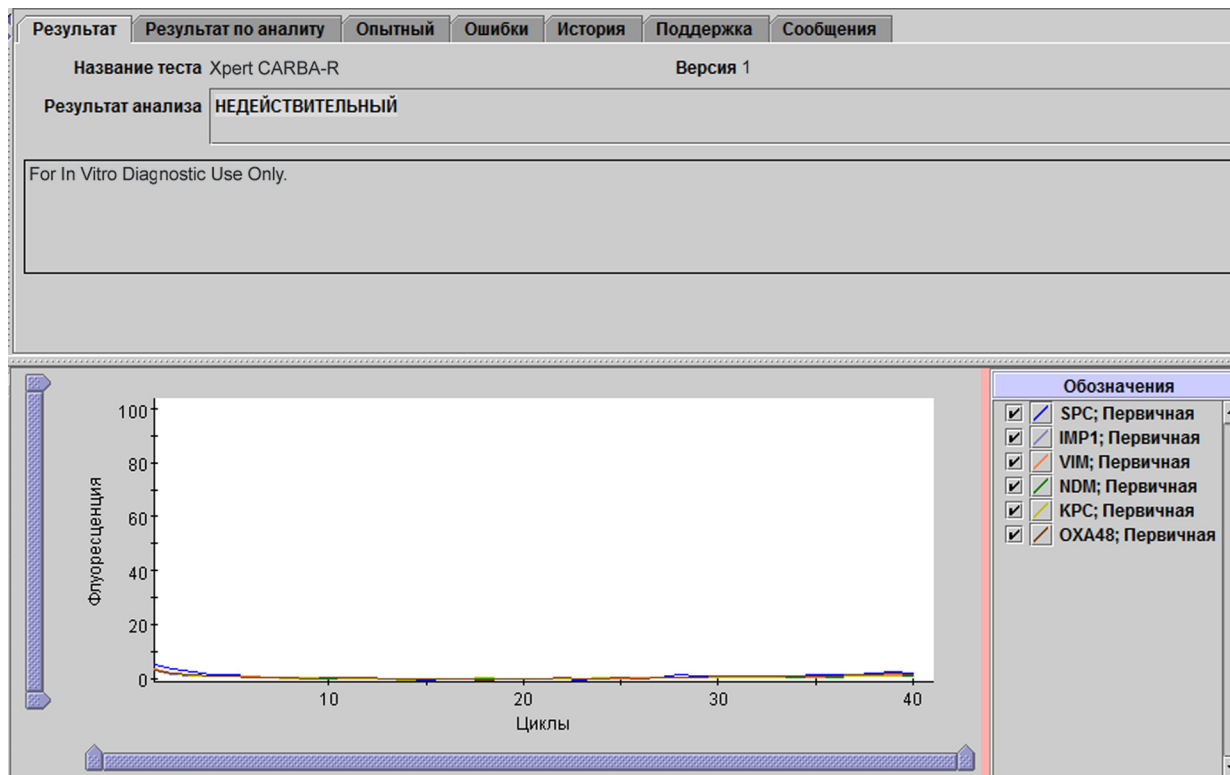 Результат Результат по аналиту Опытный Ошибки История Поддержка Сообщения
Название теста Xpert CARBA-R Версия 1
Результат анализа НЕДЕЙСТВИТЕЛЬНЫЙ
For In Vitro Diagnostic Use Only.
Обозначения
SPC; Первичная
IMP1; Первичная
VIM; Первичная
NDM; Первичная
KPC; Первичная
OXA48; Первичная
Флуоресценция
100
80
60
40
20
0
10 20 30 40
Циклы